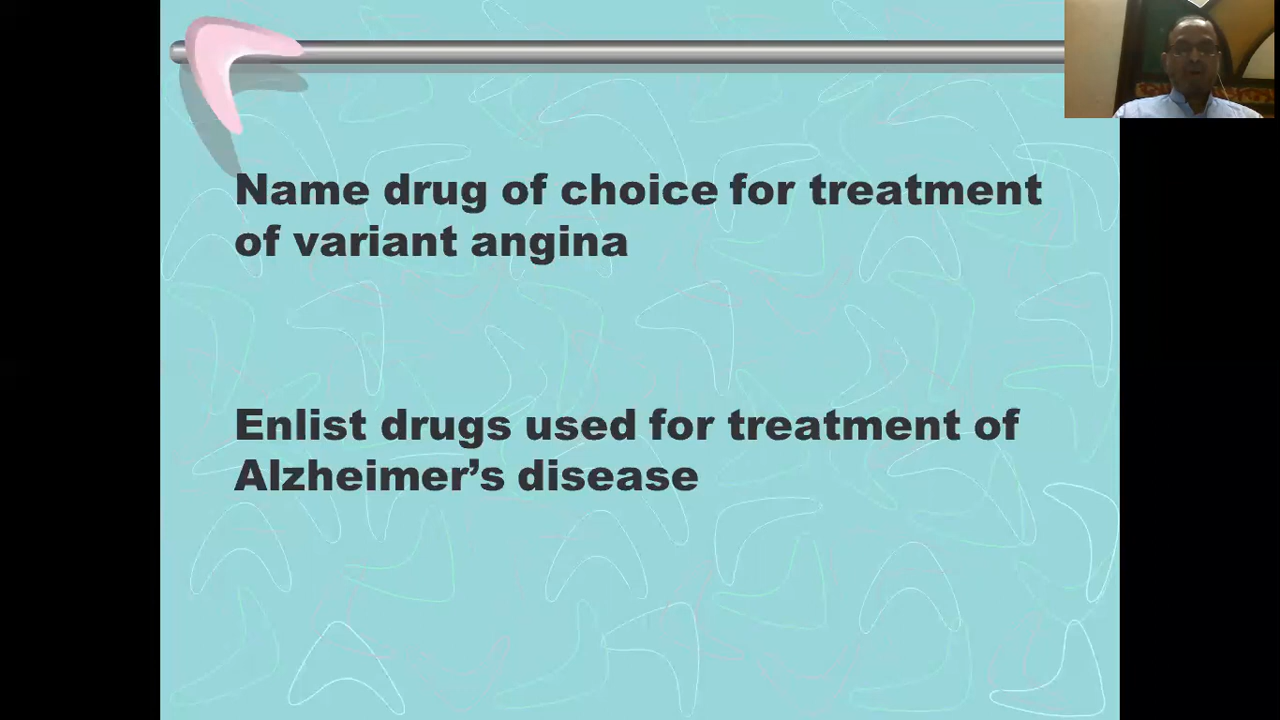 Name drug of choice for treatment
of variant angina
Enlist drugs used for treatment of
Alzheimer’s disease